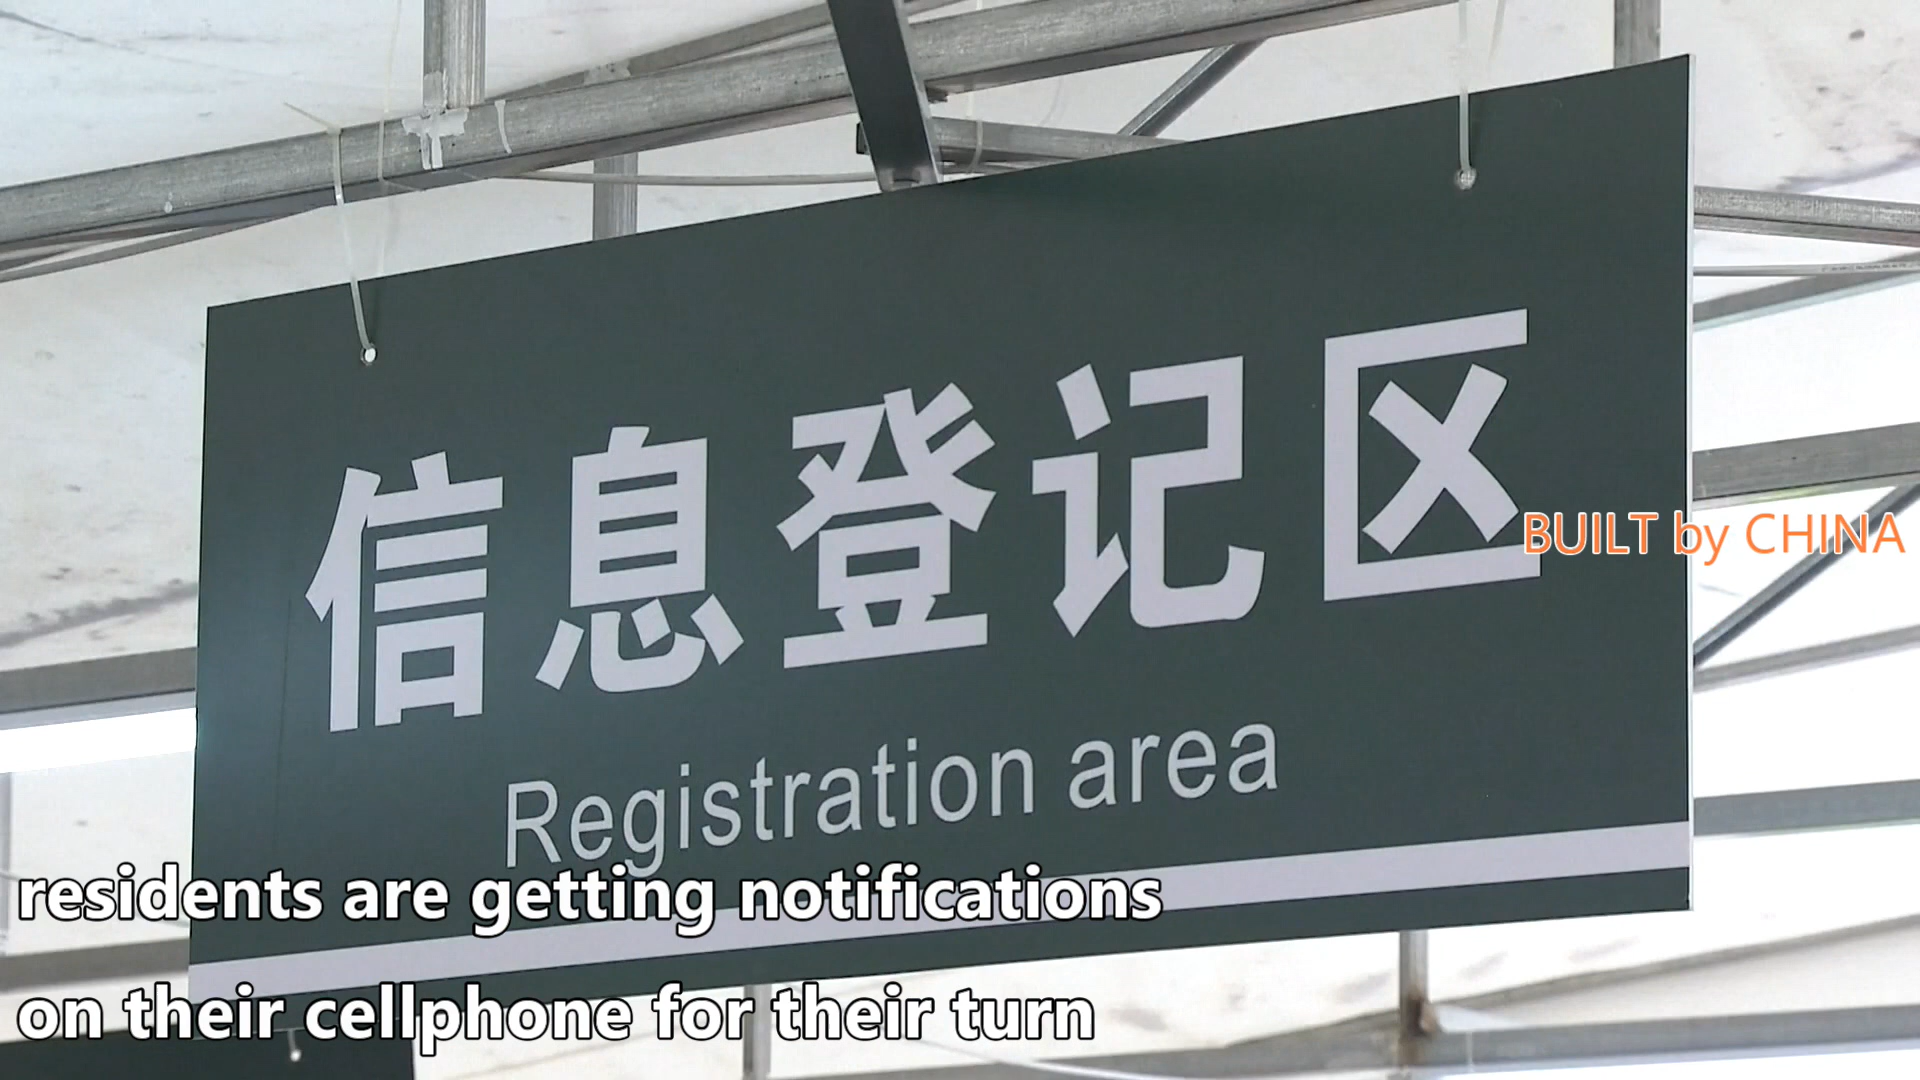 信息登记区
Registration area
BUILT by CHINA
residents are getting notifications
on their cellphone for their turn